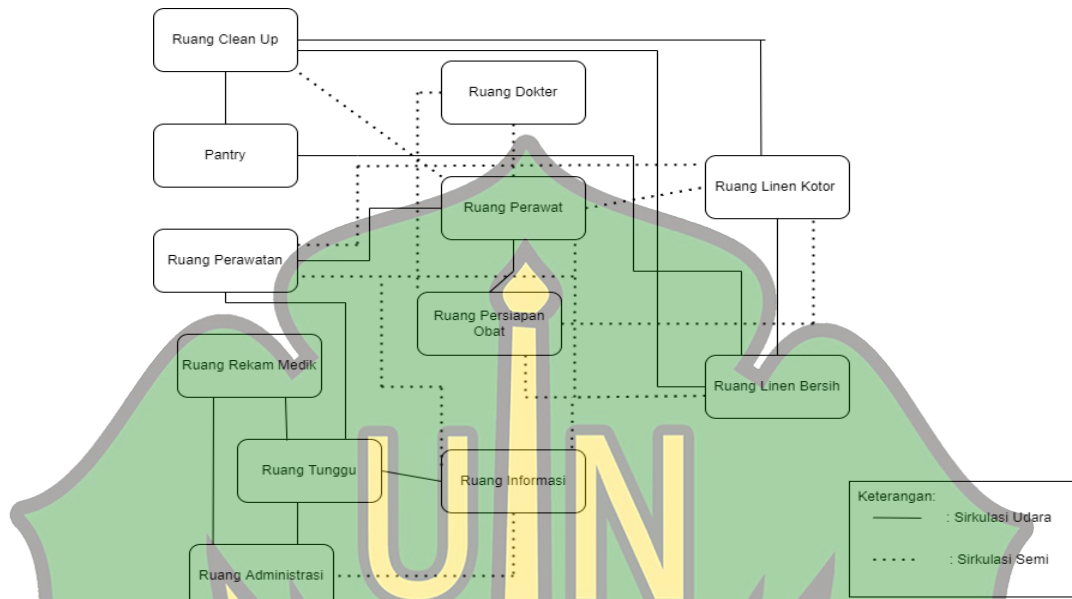 Ruang Clean Up
Ruang Dokter
Pantry
Ruang Linen Kotor
Ruang Perawat
Ruang Perawatan
Ruang Persiapan
Obat
Ruang Rekam Medik
Ruang Linen Bersih
Ruang Tunggu
Ruang Informasi
Ruang Administrasi
Keterangan:
: Sirkulasi Udara
: Sirkulasi Semi
UIN